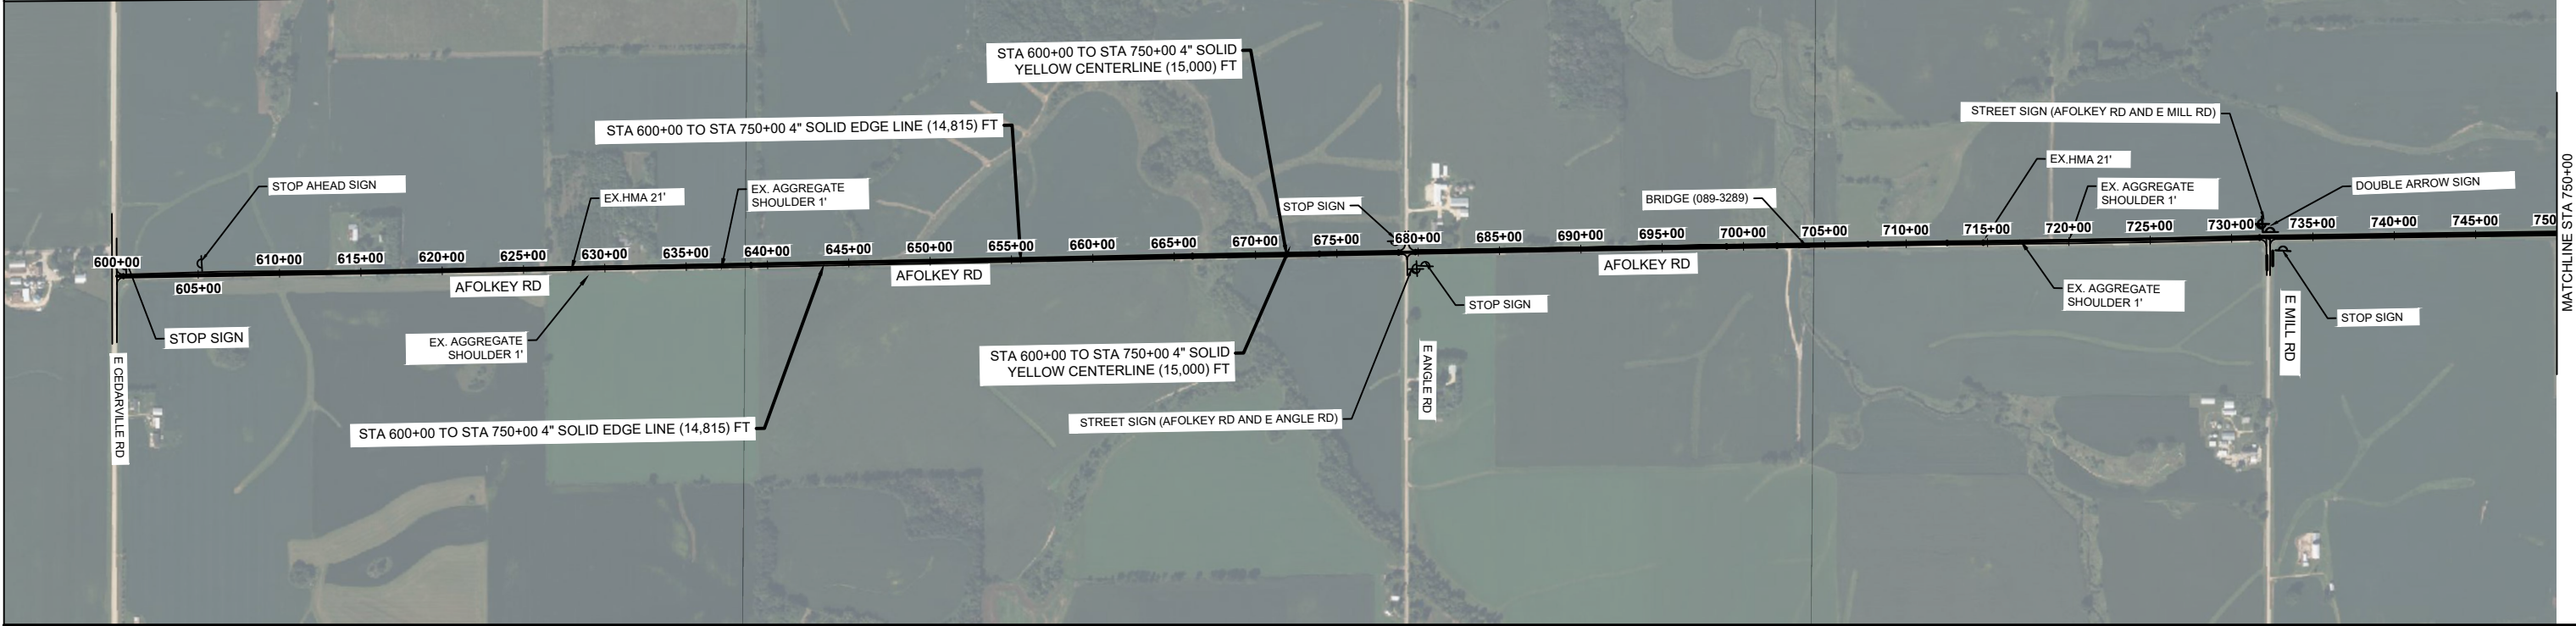 STA 600+00 TO STA 750+00 4" SOLID
YELLOW CENTERLINE (15,000) FT
STA 600+00 TO STA 750+00 4" SOLID EDGE LINE (14,815) FT
STREET SIGN (AFOLKEY RD AND E MILL RD)
STOP AHEAD SIGN
EX.HMA 21'
EX. AGGREGATE
SHOULDER 1'
STOP SIGN
BRIDGE (089-3289)
EX.HMA 21'
EX. AGGREGATE
SHOULDER 1'
DOUBLE ARROW SIGN
MATCHLINE STA 750+00
600+00
605+00
610+00
615+00
620+00
625+00
630+00
635+00
640+00
645+00
650+00
655+00
660+00
665+00
670+00
675+00
680+00
685+00
690+00
695+00
700+00
705+00
710+00
715+00
720+00
725+00
730+00
735+00
740+00
745+00
750
AFOLKEY RD
AFOLKEY RD
AFOLKEY RD
STOP SIGN
EX. AGGREGATE
SHOULDER 1'
STOP SIGN
EX. AGGREGATE
SHOULDER 1'
STOP SIGN
E CEDARVILLE RD
STA 600+00 TO STA 750+00 4" SOLID
YELLOW CENTERLINE (15,000) FT
E ANGLE RD
E MILL RD
STA 600+00 TO STA 750+00 4" SOLID EDGE LINE (14,815) FT
STREET SIGN (AFOLKEY RD AND E ANGLE RD)